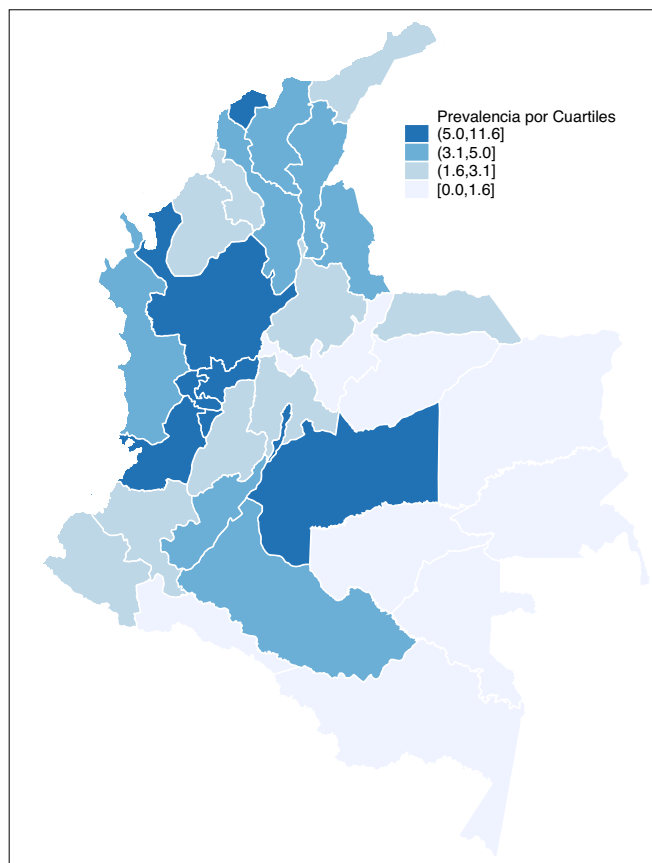 Prevalencia por Cuartiles
(5.0,11.6]
(3.1,5.0]
(1.6,3.1]
[0.0,1.6]